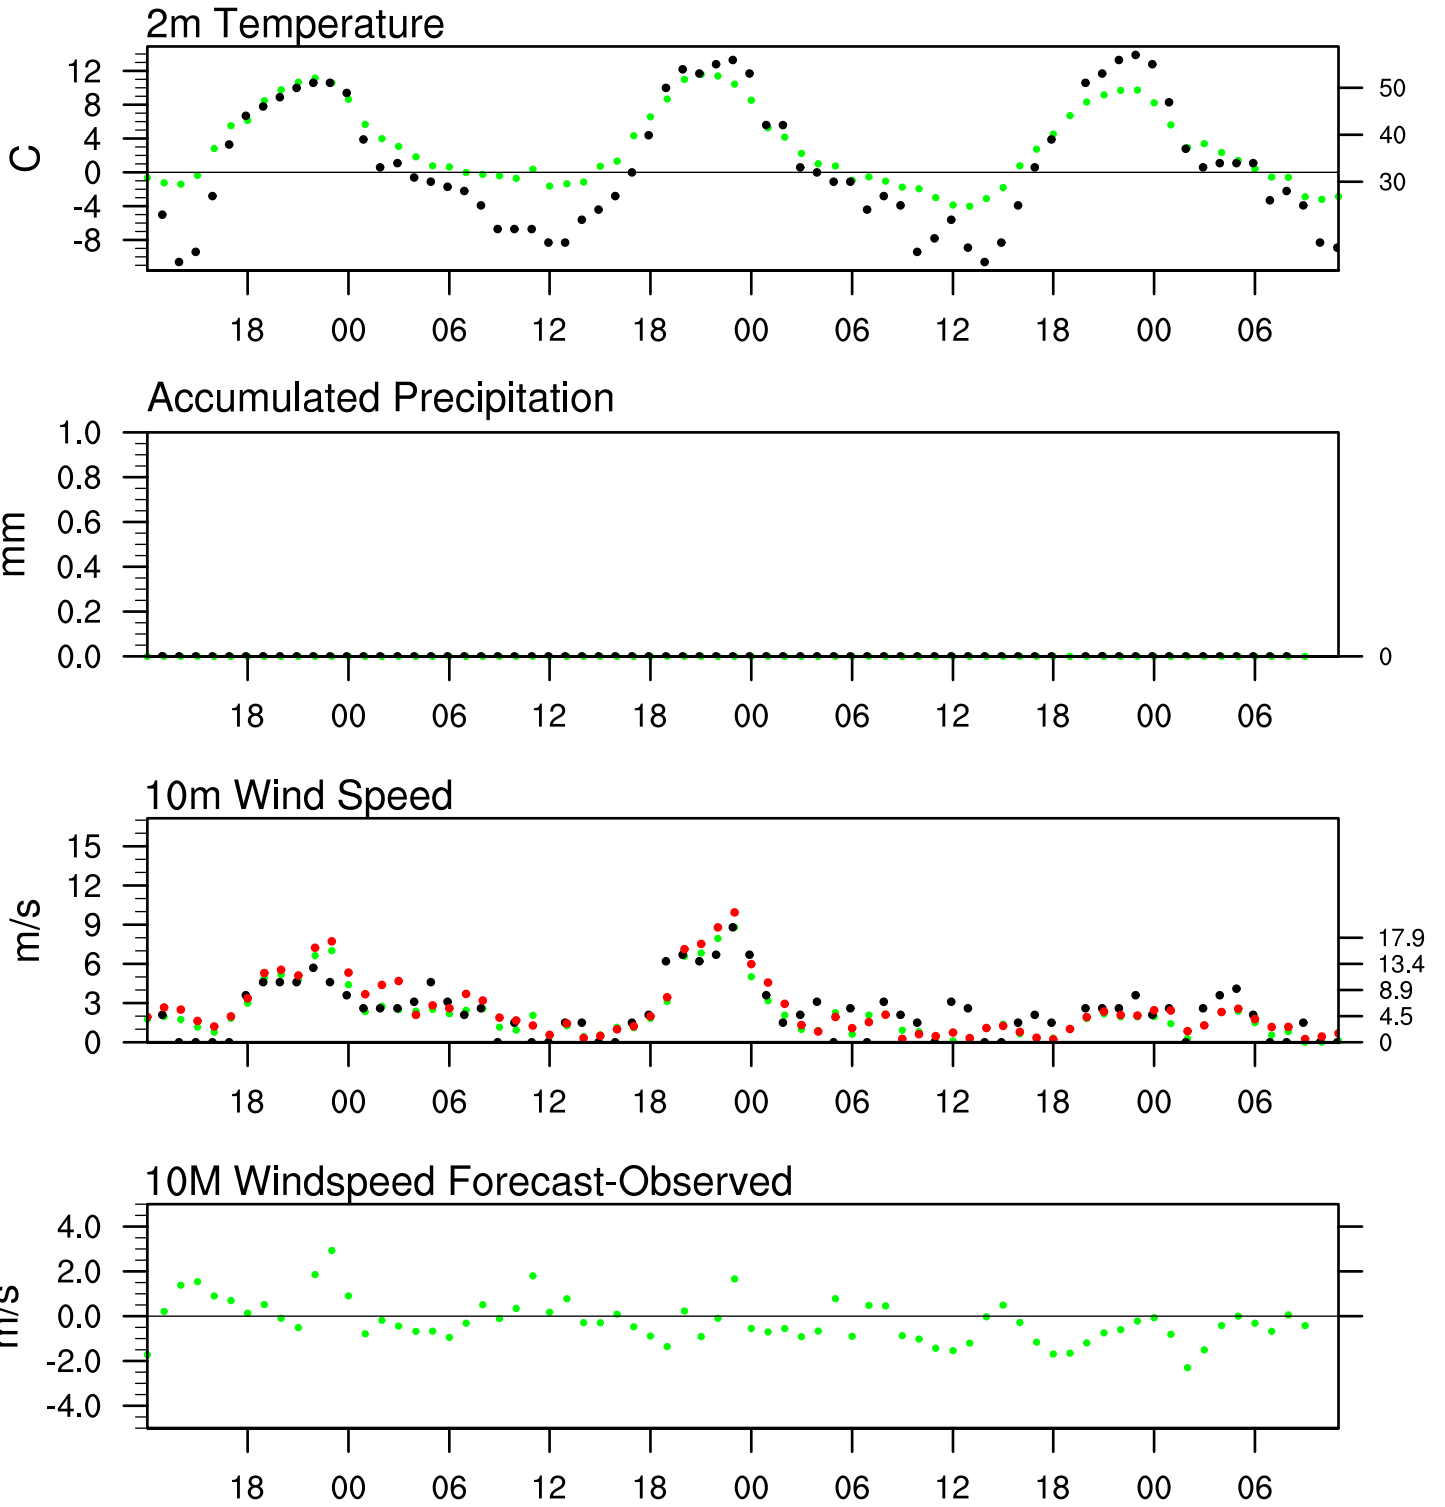 2m Temperature
12
8
4
0
-4
-8
C
50
40
30
18 00 06 12 18 00 06 12 18 00 06
Accumulated Precipitation
1.0
0.8
0.6
0.4
0.2
0.0
mm
0
18 00 06 12 18 00 06 12 18 00 06
10m Wind Speed
15
12
9
6
3
0
m/s
17.9
13.4
8.9
4.5
0
18 00 06 12 18 00 06 12 18 00 06
10M Windspeed Forecast-Observed
4.0
2.0
0.0
-2.0
-4.0
m/s
18 00 06 12 18 00 06 12 18 00 06